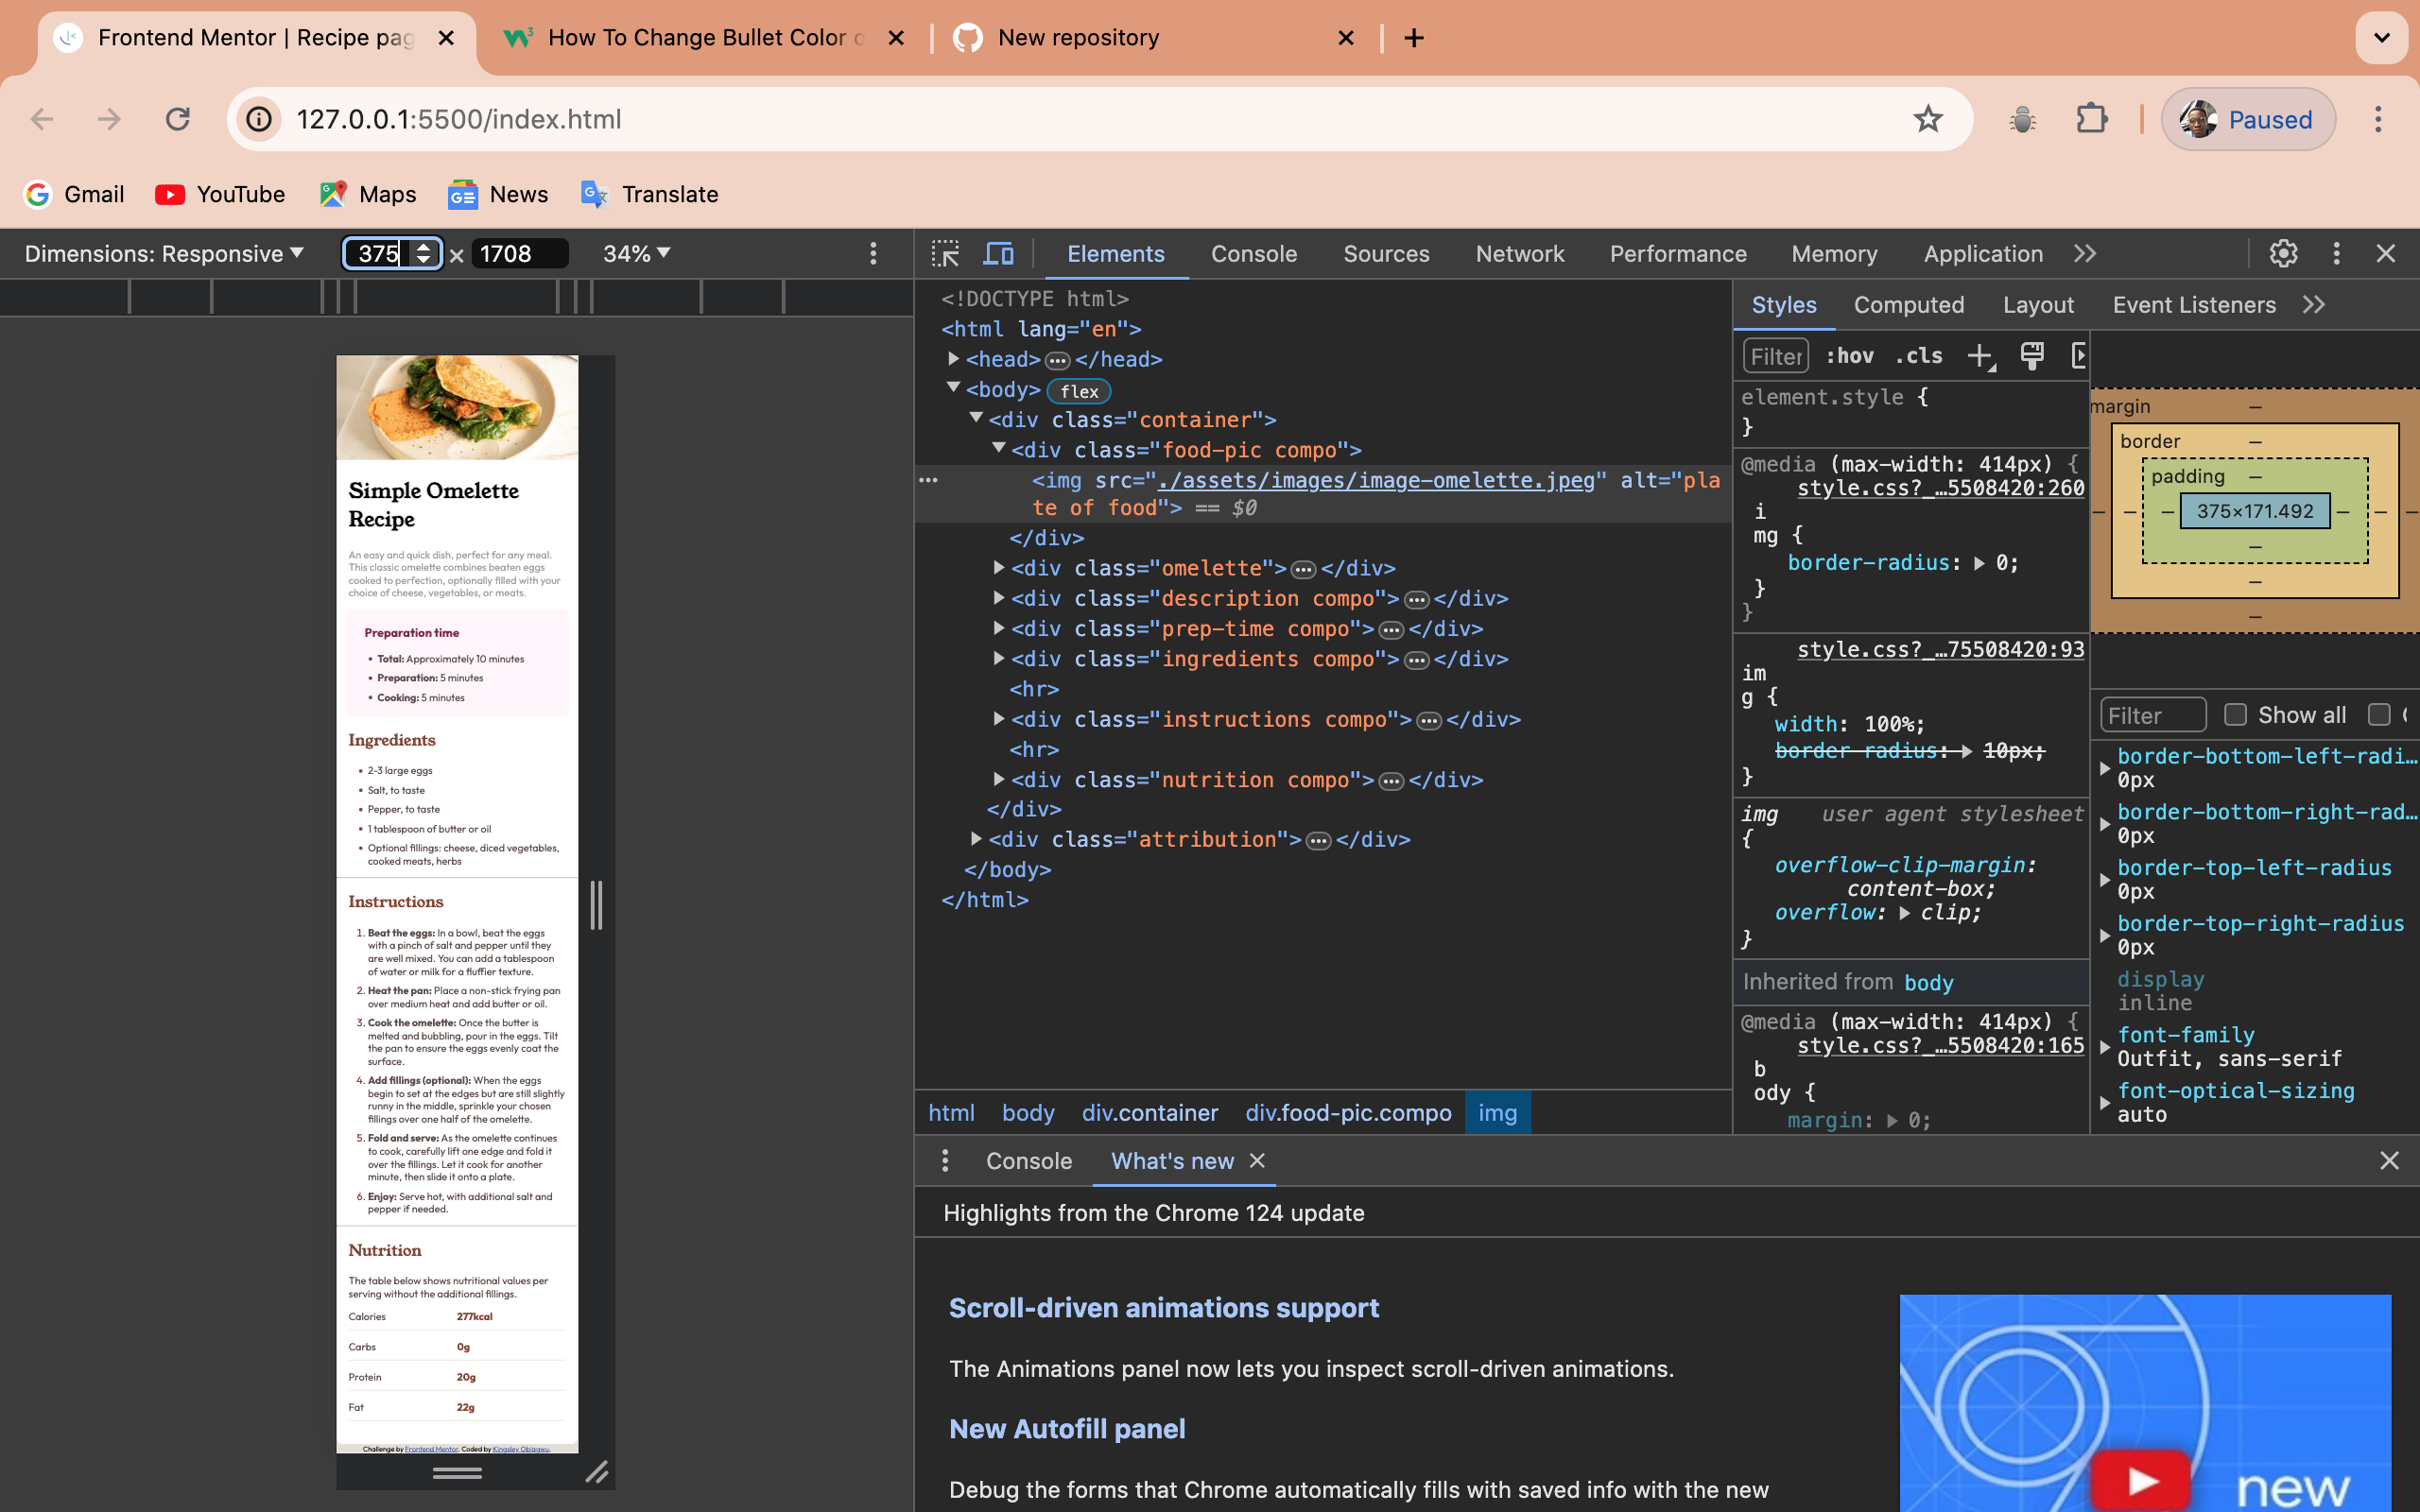 Frontend Mentor | Recipe pag
How To Change Bullet Color o
New repository
127.0.0.1:5500/index.html
Paused
Gmail
YouTube
Maps
News
Translate
Dimensions: Responsive
375 × 1708
34%
Elements
Console
Sources
Network
Performance
Memory
Application
Simple Omelette
Recipe
An easy and quick dish, perfect for any meal.
This classic omelette combines beaten eggs
cooked to perfection, optionally filled with your
choice of cheese, vegetables, or meats.
Preparation time
• Total: Approximately 10 minutes
• Preparation: 5 minutes
• Cooking: 5 minutes
Ingredients
• 2-3 large eggs
• Salt, to taste
• Pepper, to taste
• 1 tablespoon of butter or oil
• Optional fillings: cheese, diced vegetables,
cooked meats, herbs
Instructions
1. Beat the eggs: In a bowl, beat the eggs
with a pinch of salt and pepper until they
are well mixed. You can add a tablespoon
of water or milk for a fluffier texture.
2. Heat the pan: Place a non-stick frying pan
over medium heat and add butter or oil.
3. Cook the omelette: Once the butter is
melted and bubbling, pour in the eggs. Tilt
the pan to ensure the eggs evenly coat the
surface.
4. Add fillings (optional): When the eggs
begin to set at the edges but are still slightly
runny in the middle, sprinkle your chosen
fillings over one half of the omelette.
5. Fold and serve: As the omelette continues
to cook, carefully lift one edge and fold it
over the fillings. Let it cook for another
minute, then slide it onto a plate.
6. Enjoy: Serve hot, with additional salt and
pepper if needed.
Nutrition
The table below shows nutritional values per
serving without the additional fillings.
Calories 277kcal
Carbs 0g
Protein 20g
Fat 22g
Challenge by Frontend Mentor. Coded by Kingsley Obiagwu.
<!DOCTYPE html>
<html lang="en">
<head>…</head>
<body> flex
<div class="container">
<div class="food-pic compo">
<img src="./assets/images/image-omelette.jpeg" alt="pla
te of food"> == $0
</div>
<div class="omelette">…</div>
<div class="description compo">…</div>
<div class="prep-time compo">…</div>
<div class="ingredients compo">…</div>
<hr>
<div class="instructions compo">…</div>
<hr>
<div class="nutrition compo">…</div>
</div>
<div class="attribution">…</div>
</body>
</html>
html body div.container div.food-pic.compo img
Styles
Computed
Layout
Event Listeners
Filter
:hov .cls
element.style {
}
@media (max-width: 414px) {
style.css?_…5508420:260
i
mg {
border-radius: 0;
}
}
style.css?_…75508420:93
im
g {
width: 100%;
border-radius: 10px;
}
img user agent stylesheet
{
overflow-clip-margin:
content-box;
overflow: clip;
}
Inherited from body
@media (max-width: 414px) {
style.css?_…5508420:165
b
ody {
margin: 0;
margin
border
padding
375×171.492
Filter
Show all
border-bottom-left-radi…
0px
border-bottom-right-rad…
0px
border-top-left-radius
0px
border-top-right-radius
0px
display
inline
font-family
Outfit, sans-serif
font-optical-sizing
auto
Console
What's new
Highlights from the Chrome 124 update
Scroll-driven animations support
The Animations panel now lets you inspect scroll-driven animations.
New Autofill panel
Debug the forms that Chrome automatically fills with saved info with the new
new